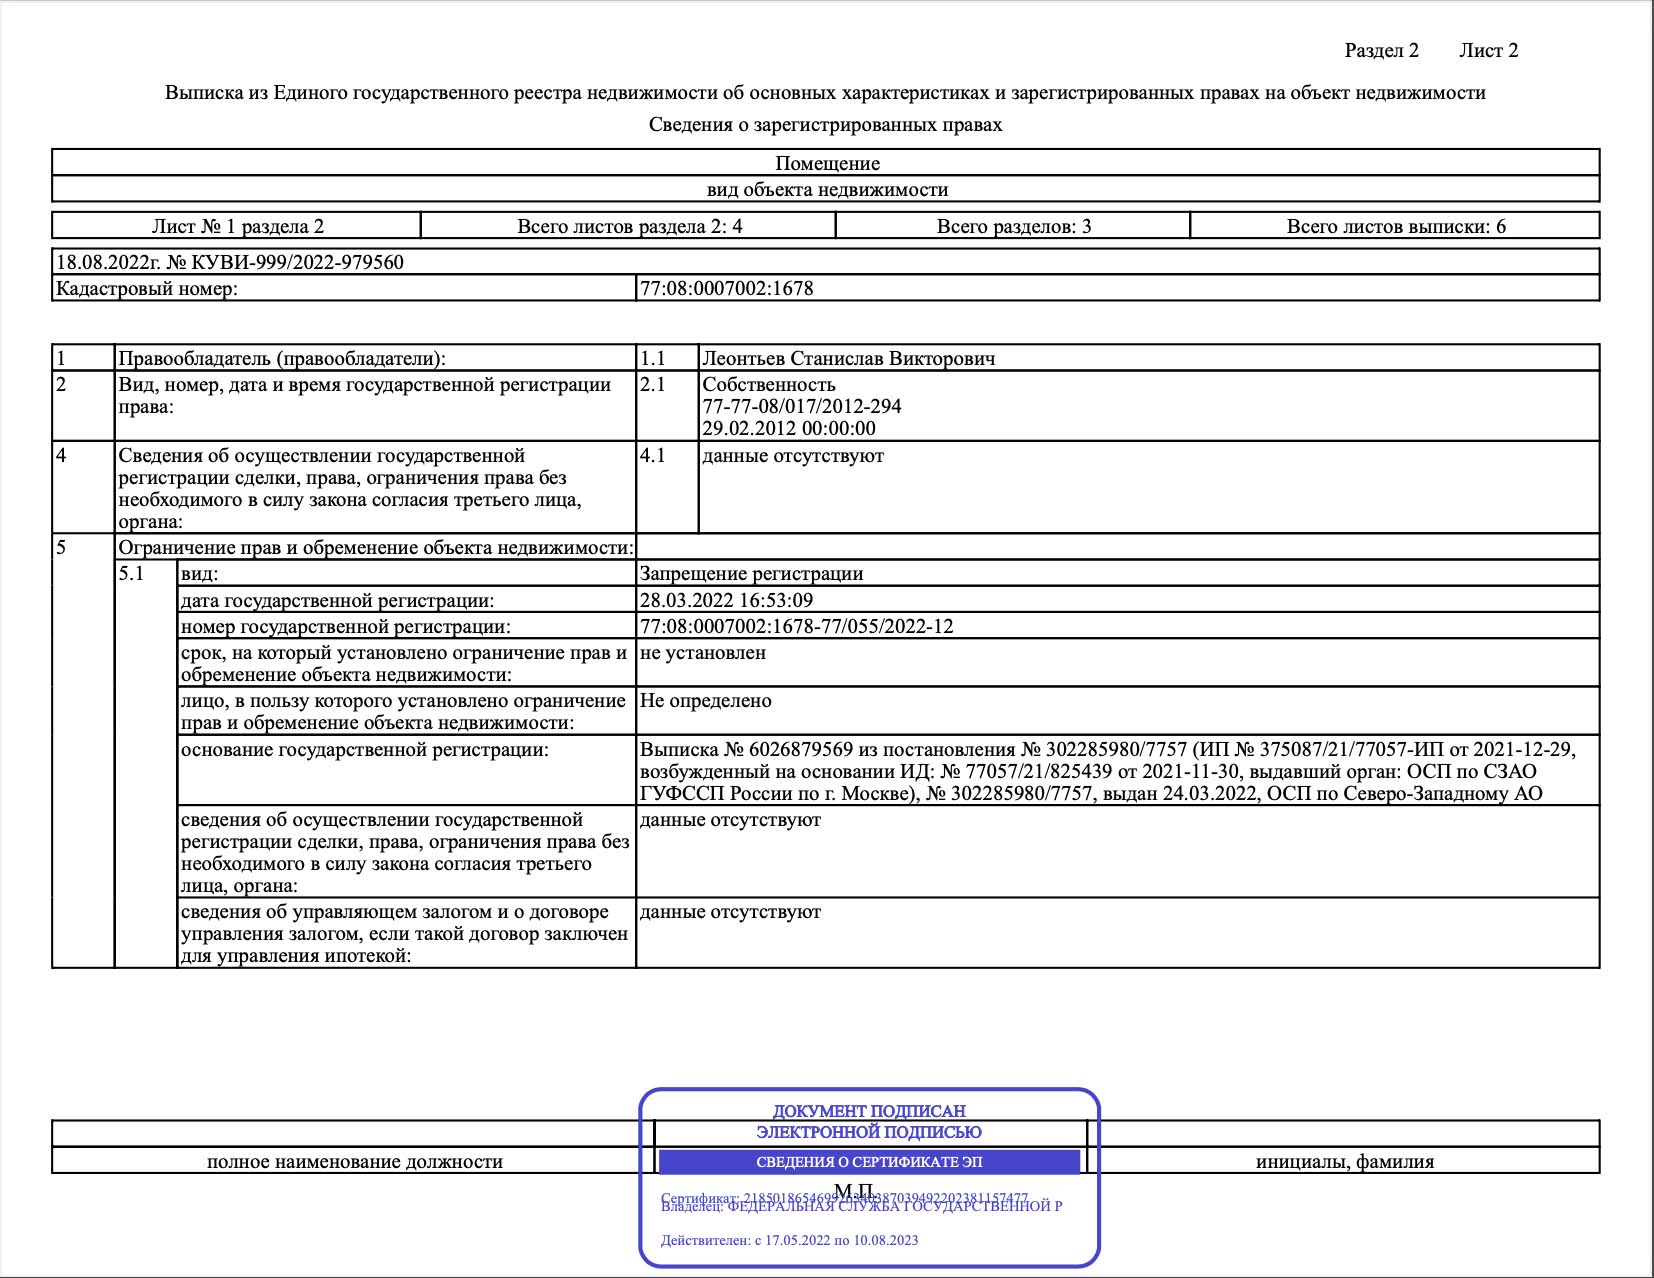 Раздел 2 Лист 2
Выписка из Единого государственного реестра недвижимости об основных характеристиках и зарегистрированных правах на объект недвижимости
Сведения о зарегистрированных правах
Помещение
вид объекта недвижимости
Лист № 1 раздела 2 Всего листов раздела 2: 4 Всего разделов: 3 Всего листов выписки: 6
18.08.2022г. № КУВИ-999/2022-979560
Кадастровый номер: 77:08:0007002:1678
1 Правообладатель (правообладатели): 1.1 Леонтьев Станислав Викторович
2 Вид, номер, дата и время государственной регистрации
права:
2.1 Собственность
77-77-08/017/2012-294
29.02.2012 00:00:00
4 Сведения об осуществлении государственной
регистрации сделки, права, ограничения права без
необходимого в силу закона согласия третьего лица,
органа:
4.1 данные отсутствуют
5 Ограничение прав и обременение объекта недвижимости:
5.1 вид: Запрещение регистрации
дата государственной регистрации: 28.03.2022 16:53:09
номер государственной регистрации: 77:08:0007002:1678-77/055/2022-12
срок, на который установлено ограничение прав и
обременение объекта недвижимости:
не установлен
лицо, в пользу которого установлено ограничение
прав и обременение объекта недвижимости:
Не определено
основание государственной регистрации:
Выписка № 6026879569 из постановления № 302285980/7757 (ИП № 375087/21/77057-ИП от 2021-12-29,
возбужденный на основании ИД: № 77057/21/825439 от 2021-11-30, выдавший орган: ОСП по СЗАО
ГУФССП России по г. Москве), № 302285980/7757, выдан 24.03.2022, ОСП по Северо-Западному АО
сведения об осуществлении государственной
регистрации сделки, права, ограничения права без
необходимого в силу закона согласия третьего
лица, органа:
данные отсутствуют
сведения об управляющем залогом и о договоре
управления залогом, если такой договор заключен
для управления ипотекой:
данные отсутствуют
ДОКУМЕНТ ПОДПИСАН
ЭЛЕКТРОННОЙ ПОДПИСЬЮ
полное наименование должности СВЕДЕНИЯ О СЕРТИФИКАТЕ ЭП инициалы, фамилия
М.П.
Сертификат:
Владелец: ФЕДЕРАЛЬНАЯ СЛУЖБА ГОСУДАРСТВЕННОЙ Р
Действителен: с 17.05.2022 по 10.08.2023